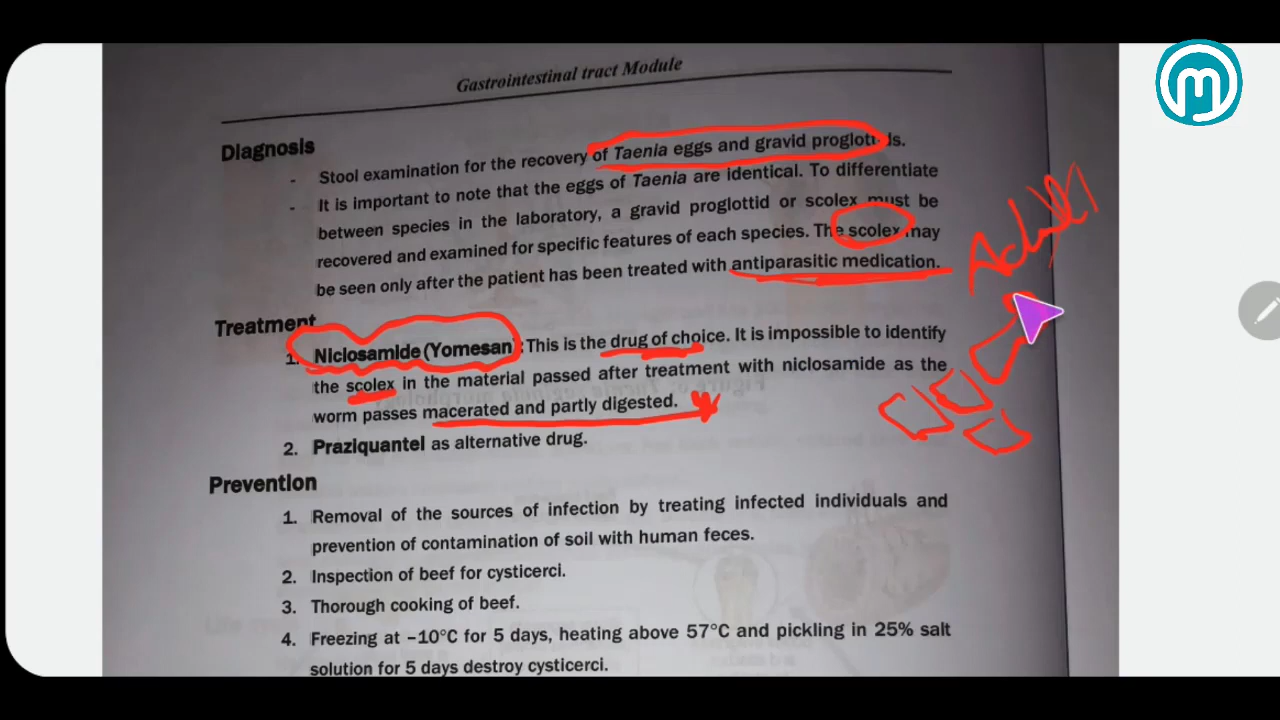 Gastrointestinal tract Module
Diagnosis
- Stool examination for the recovery of Taenia eggs and gravid proglottids.
- It is important to note that the eggs of Taenia are identical. To differentiate
between species in the laboratory, a gravid proglottid or scolex must be
recovered and examined for specific features of each species. The scolex may
be seen only after the patient has been treated with antiparasitic medication.
Treatment
1. Niclosamide (Yomesan): This is the drug of choice. It is impossible to identify
the scolex in the material passed after treatment with niclosamide as the
worm passes macerated and partly digested.
2. Praziquantel as alternative drug.
Prevention
1. Removal of the sources of infection by treating infected individuals and
prevention of contamination of soil with human feces.
2. Inspection of beef for cysticerci.
3. Thorough cooking of beef.
4. Freezing at –10°C for 5 days, heating above 57°C and pickling in 25% salt
solution for 5 days destroy cysticerci.